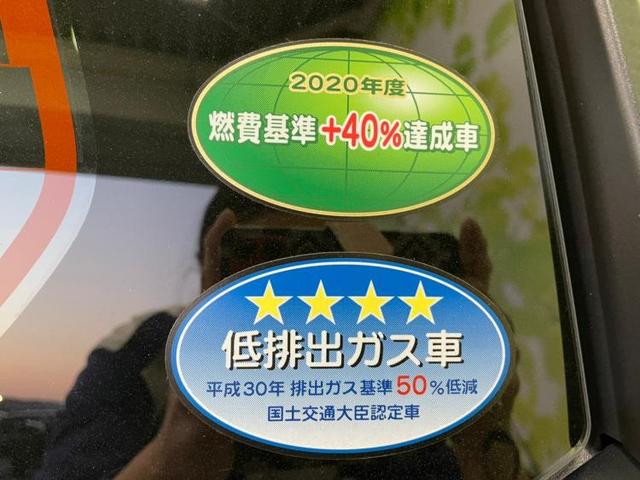 2020年度
燃費基準+40%達成車
★★★★
低排出ガス車
平成30年 排出ガス基準50%低減
国土交通大臣認定車